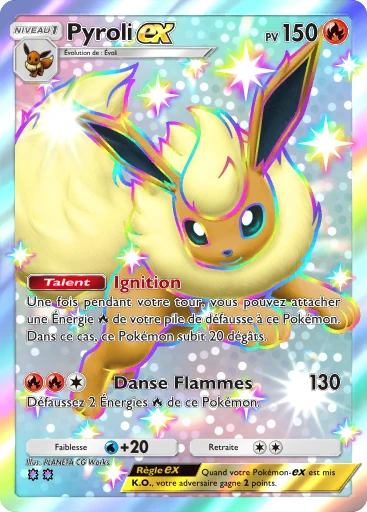 NIVEAU 1
Pyroli ex
PV 150
Évolution de : Évoli
Talent Ignition
Une fois pendant votre tour, vous pouvez attacher
une Énergie de votre pile de défausse à ce Pokémon.
Dans ce cas, ce Pokémon subit 20 dégâts.
Danse Flammes 130
Défaussez 2 Énergies de ce Pokémon.
Faiblesse +20
Retraite
Illus. PLANETA CG Works
Règle ex Quand votre Pokémon-ex est mis
K.O., votre adversaire gagne 2 points.